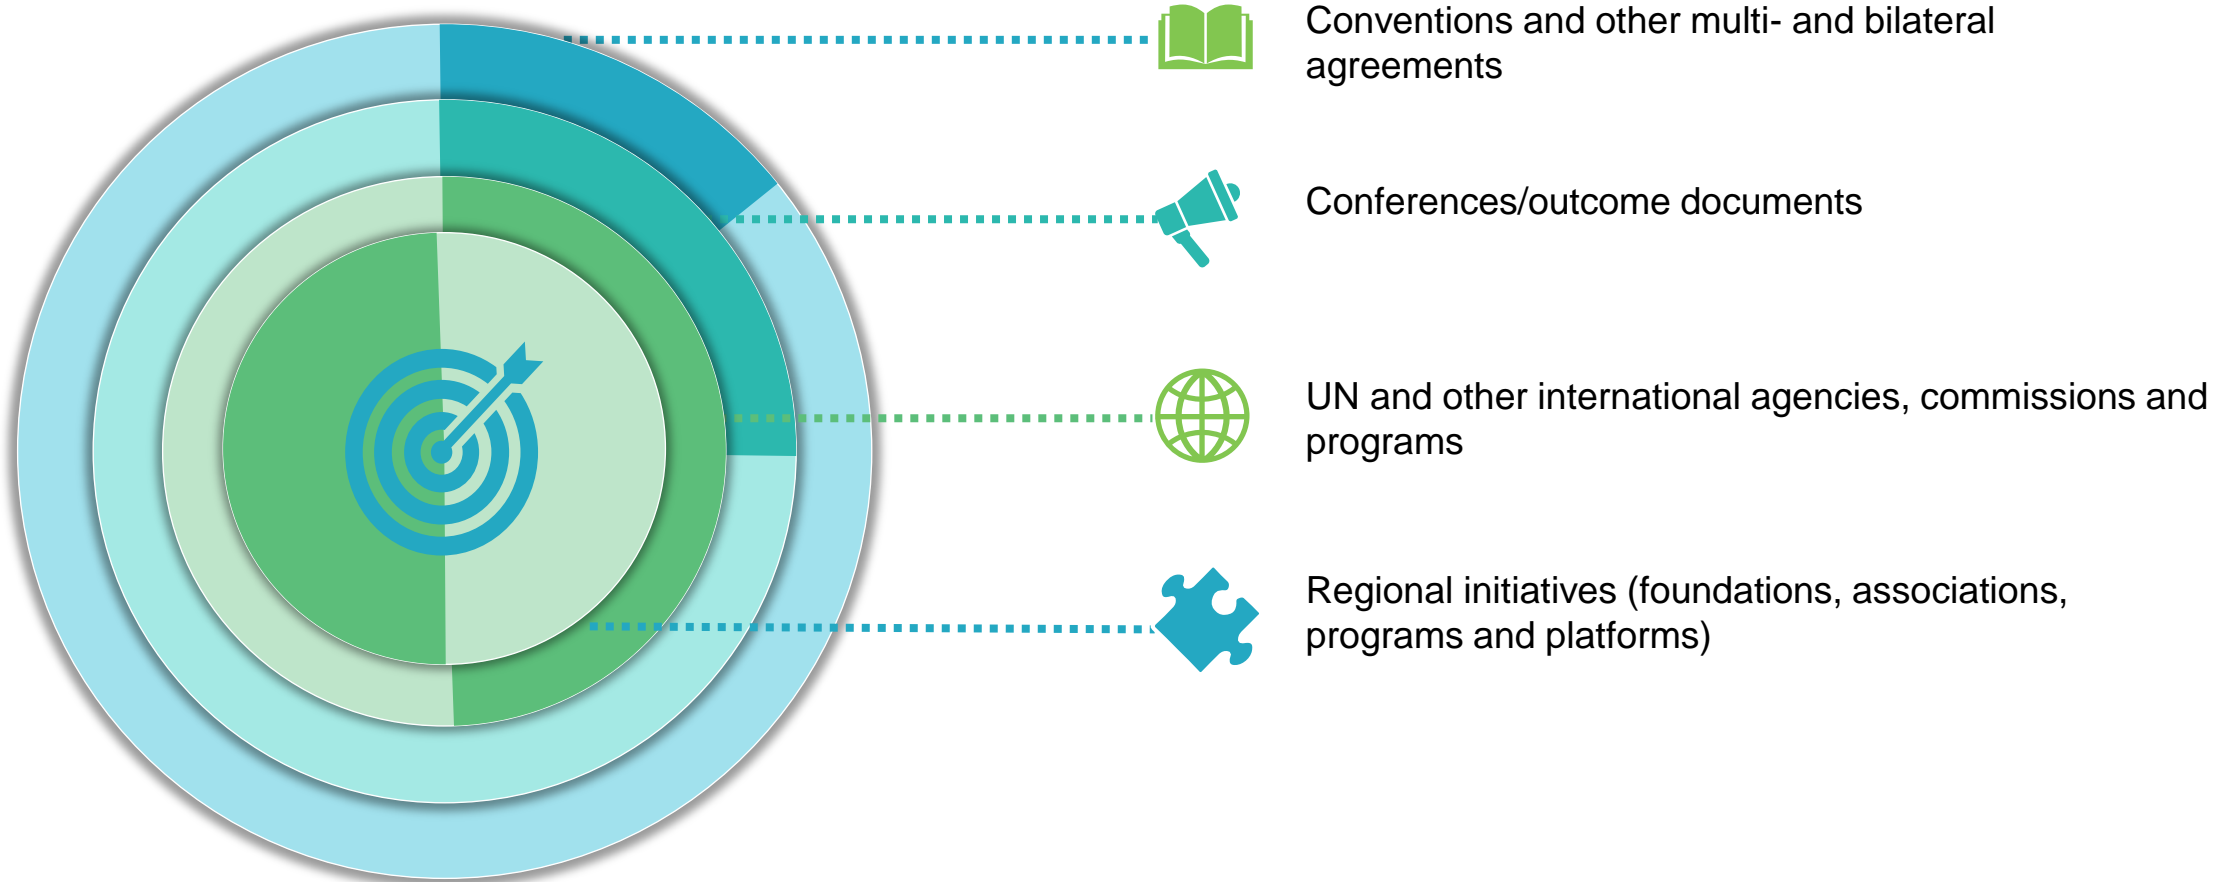 Conventions and other multi- and bilateral
agreements
Conferences/outcome documents
UN and other international agencies, commissions and
programs
Regional initiatives (foundations, associations,
programs and platforms)